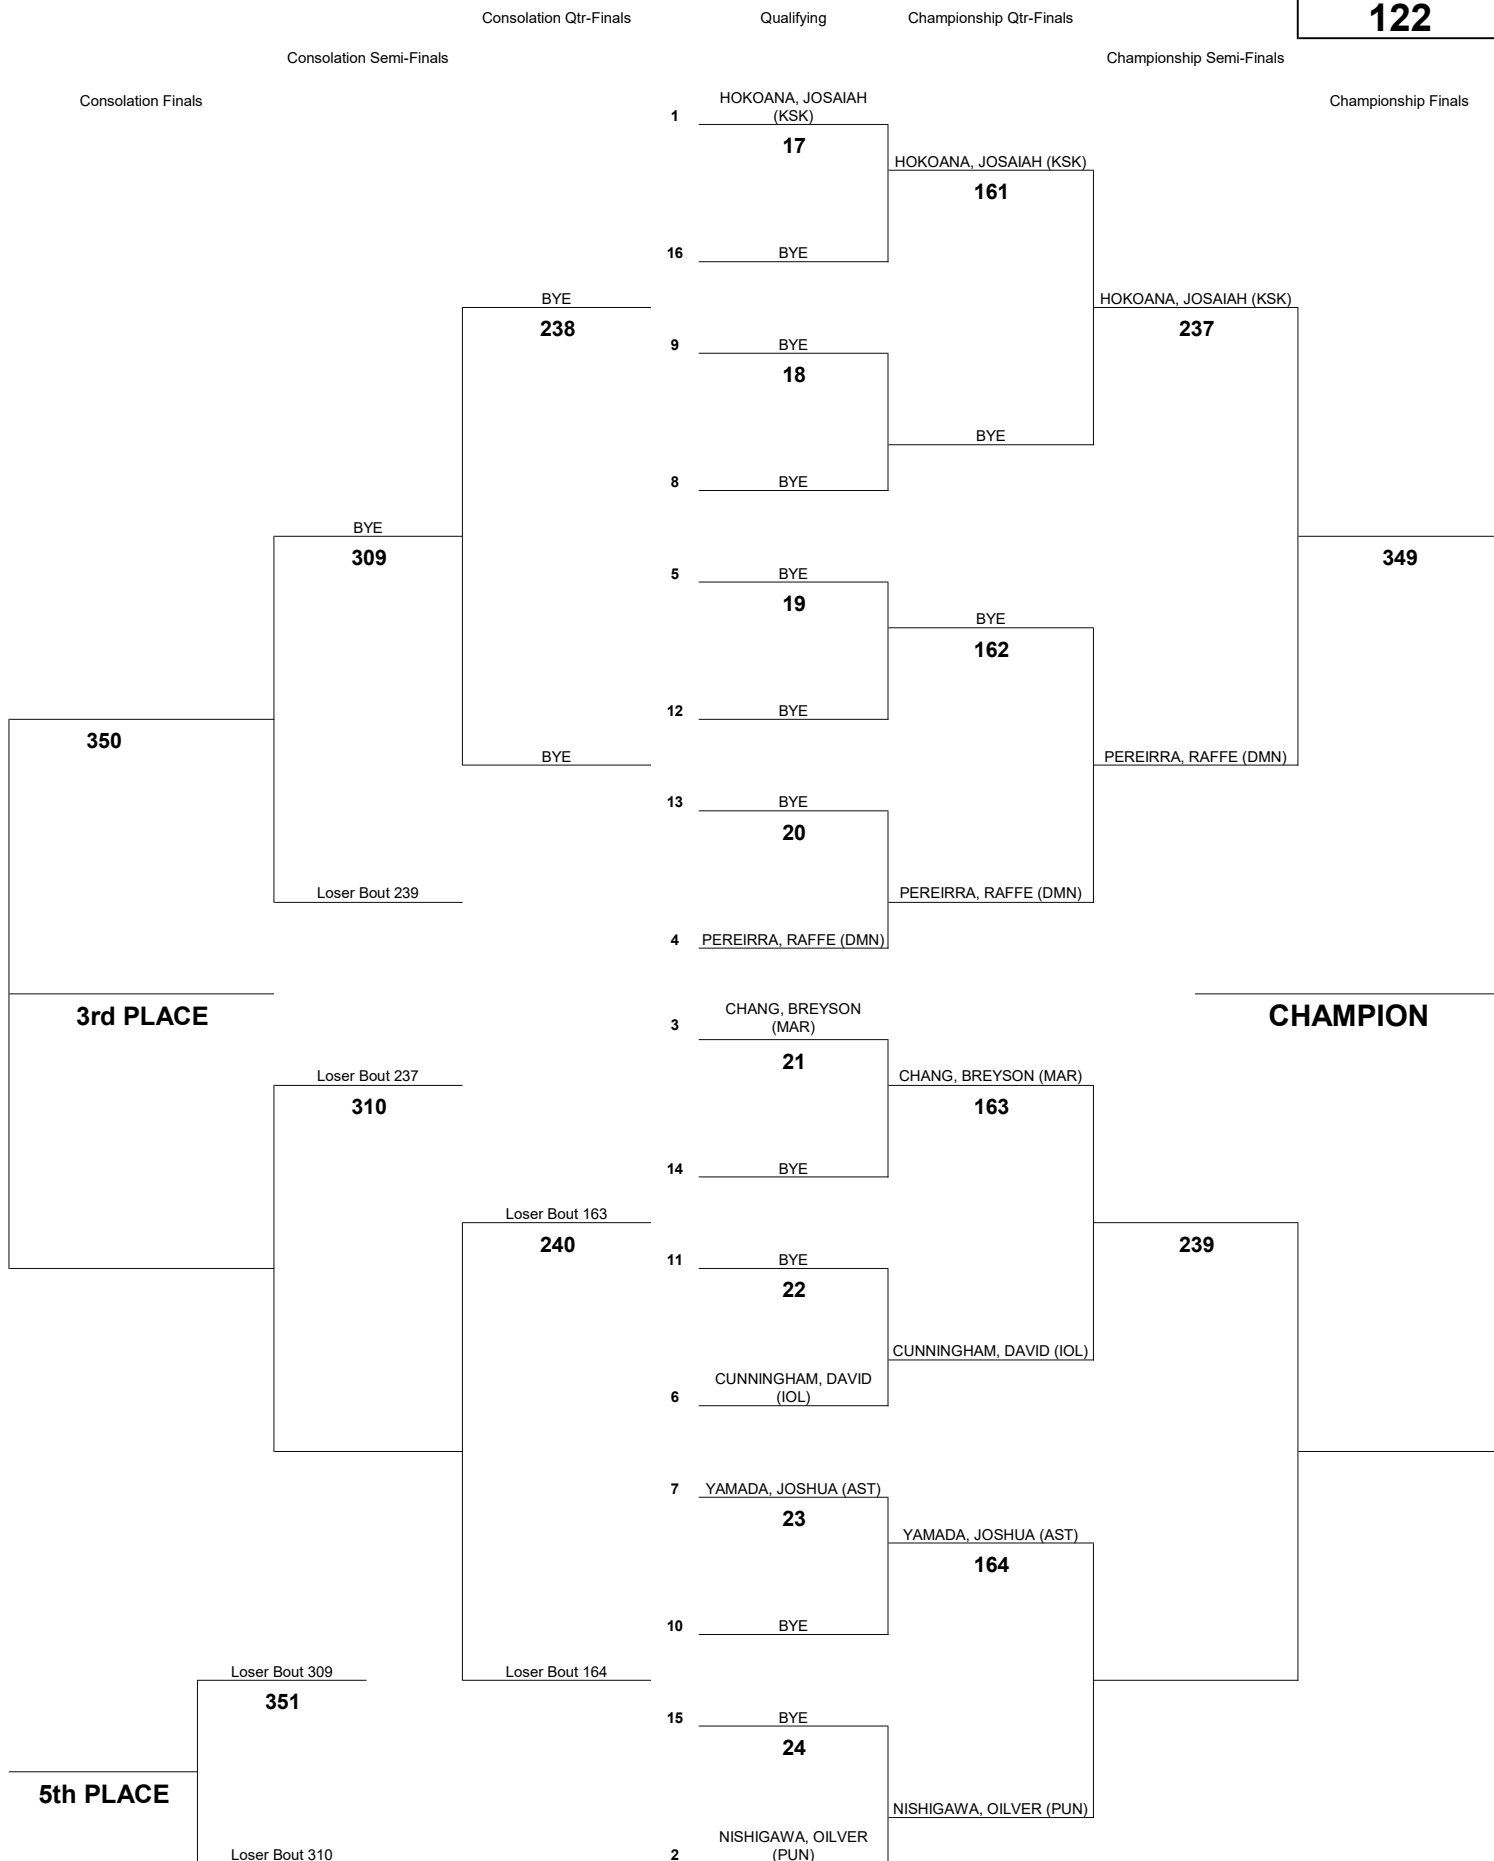 Consolation Qtr-Finals
Qualifying
Championship Qtr-Finals
122
Consolation Semi-Finals
Championship Semi-Finals
Consolation Finals
Championship Finals
1
HOKOANA, JOSAIAH
(KSK)
17
HOKOANA, JOSAIAH (KSK)
161
16
BYE
BYE
238
HOKOANA, JOSAIAH (KSK)
237
9
BYE
18
BYE
8
BYE
BYE
309
349
5
BYE
19
BYE
162
12
BYE
350
BYE
PEREIRRA, RAFFE (DMN)
13
BYE
20
Loser Bout 239
PEREIRRA, RAFFE (DMN)
4
PEREIRRA, RAFFE (DMN)
3rd PLACE
CHAMPION
3
CHANG, BREYSON
(MAR)
21
Loser Bout 237
310
CHANG, BREYSON (MAR)
163
14
BYE
Loser Bout 163
240
239
11
BYE
22
CUNNINGHAM, DAVID (IOL)
6
CUNNINGHAM, DAVID
(IOL)
7
YAMADA, JOSHUA (AST)
23
YAMADA, JOSHUA (AST)
164
10
BYE
Loser Bout 309
351
Loser Bout 164
15
BYE
24
5th PLACE
NISHIGAWA, OILVER (PUN)
Loser Bout 310
2
NISHIGAWA, OILVER
(PUN)